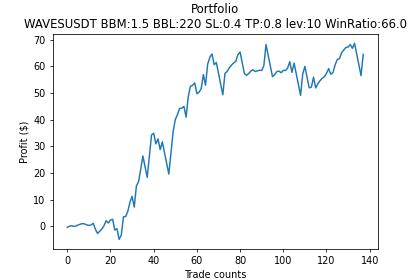 Portfolio
WAVESUSDT BBM:1.5 BBL:220 SL:0.4 TP:0.8 lev:10 WinRatio:66.0
70
60
50
40
30
20
10
0
Profit ($)
0 20 40 60 80 100 120 140
Trade counts